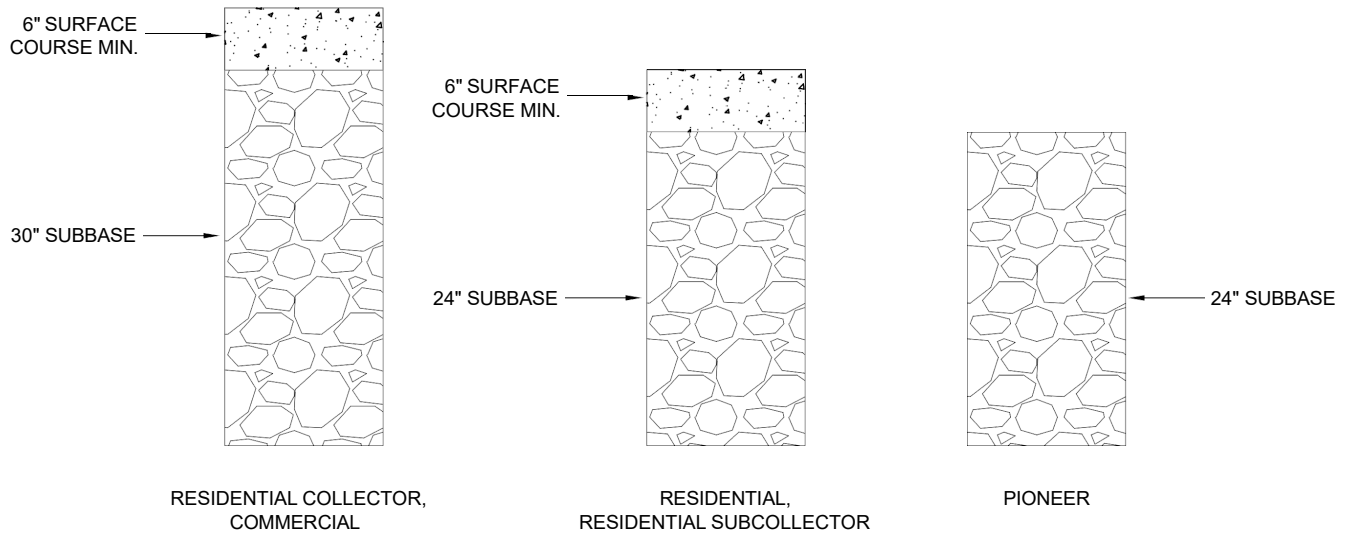 6" SURFACE
COURSE MIN.
30" SUBBASE
RESIDENTIAL COLLECTOR,
COMMERCIAL
6" SURFACE
COURSE MIN.
24" SUBBASE
RESIDENTIAL,
RESIDENTIAL SUBCOLLECTOR
24" SUBBASE
PIONEER